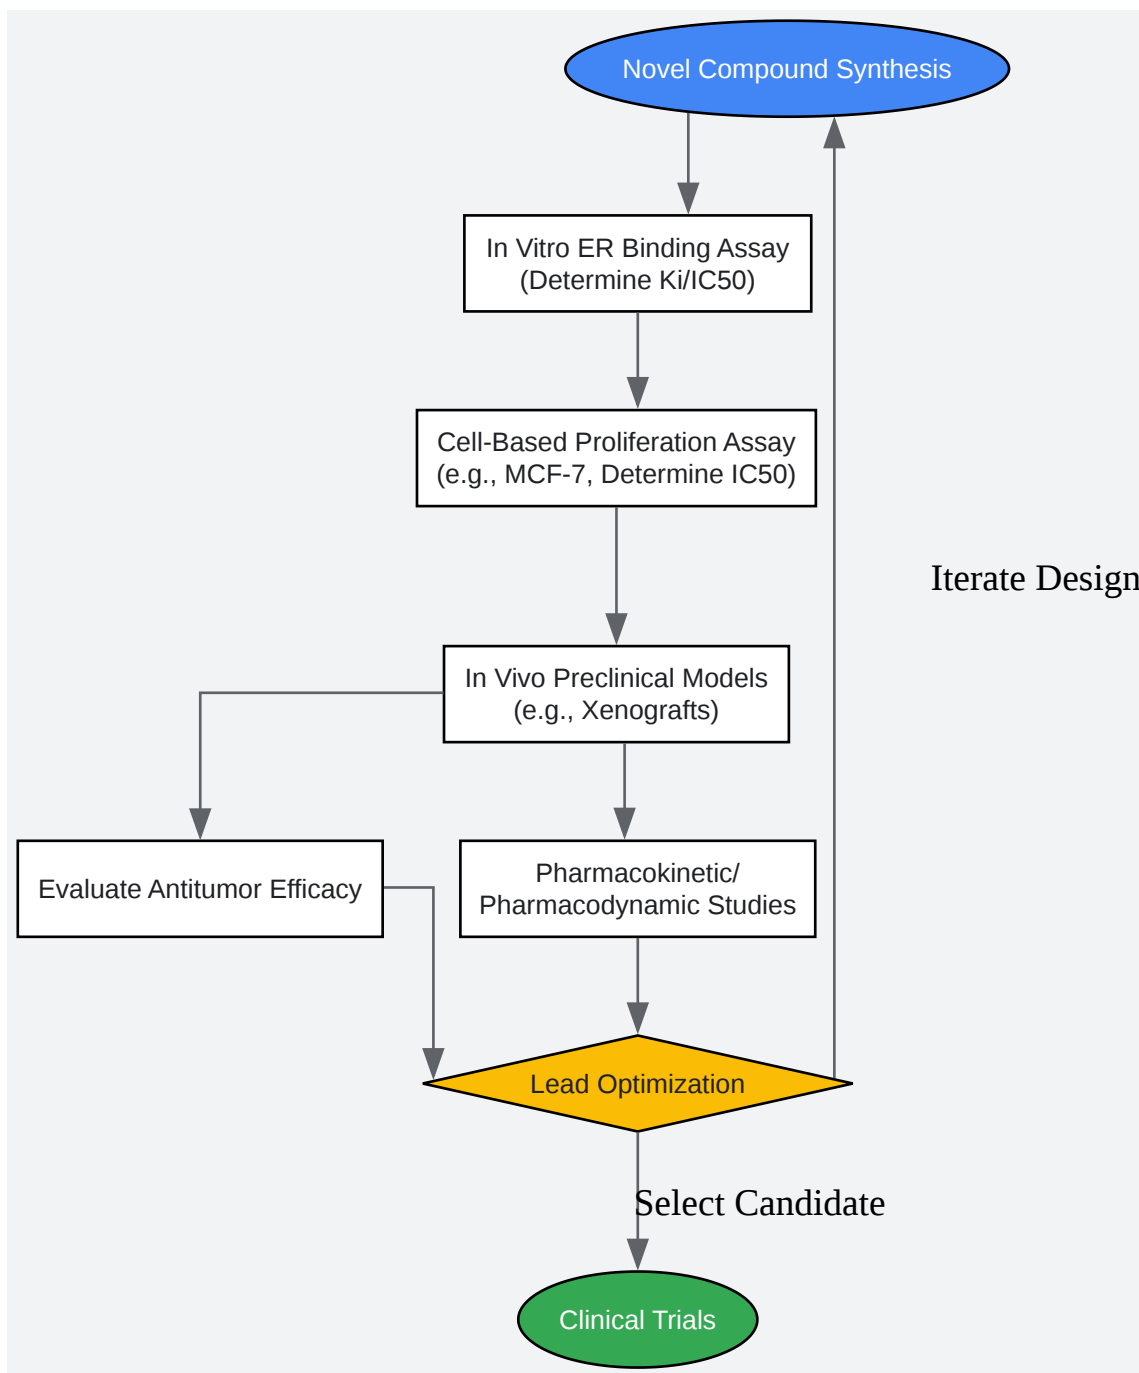 Novel Compound Synthesis
In Vitro ER Binding Assay
(Determine Ki/IC50)
Cell-Based Proliferation Assay
(e.g., MCF-7, Determine IC50)
Iterate Design
In Vivo Preclinical Models
(e.g., Xenografts)
Evaluate Antitumor Efficacy
Pharmacokinetic/
Pharmacodynamic Studies
Lead Optimization
Select Candidate
Clinical Trials